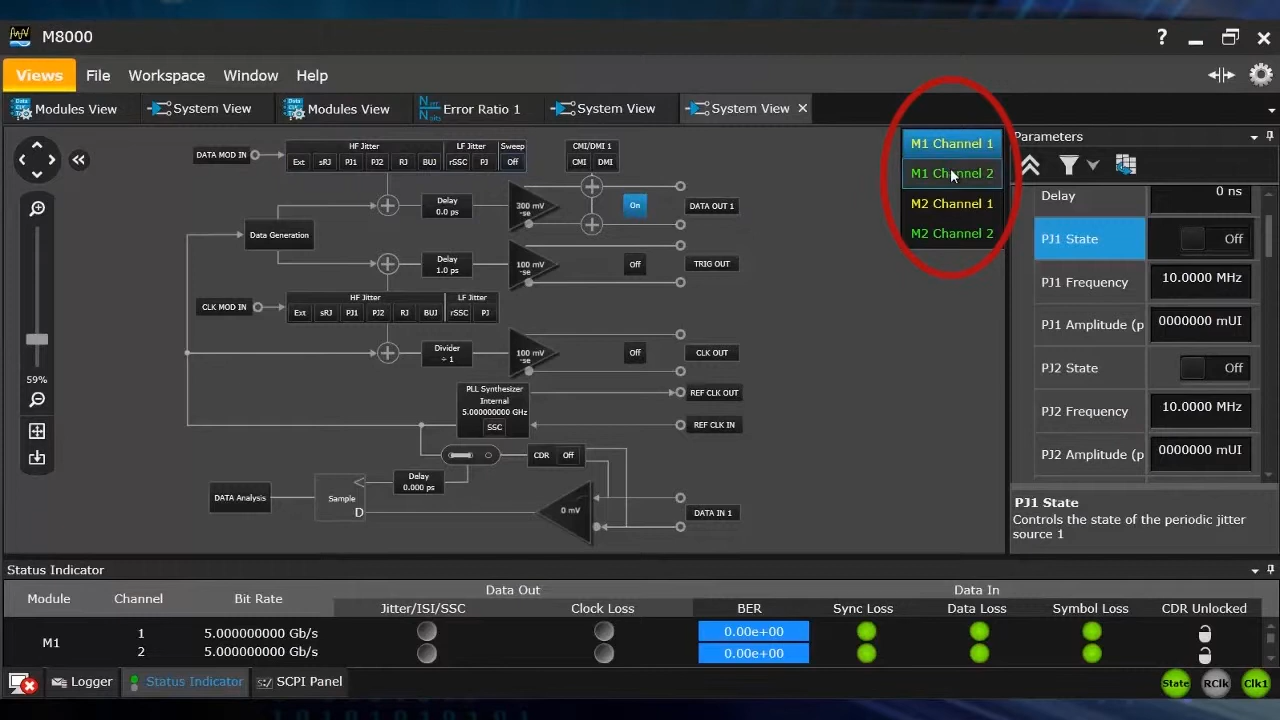 M8000
?
Views File Workspace Window Help
Modules View System View Modules View Error Ratio 1 System View System View
M1 Channel 1
M1 Channel 2
M2 Channel 1
M2 Channel 2
59%
DATA MOD IN
HF Jitter LF Jitter Sweep
Ext sRJ PJ1 PJ2 RJ BUJ rSSC PJ Off
CMI/DMI 1
CMI DMI
Data Generation
Delay
0.0 ps
300 mV
-se
On
DATA OUT 1
Delay
1.0 ps
100 mV
-se
Off
TRIG OUT
CLK MOD IN
HF Jitter LF Jitter
Ext sRJ PJ1 PJ2 RJ BUJ rSSC PJ
Divider
÷ 1
100 mV
-se
Off
CLK OUT
PLL Synthesizer
Internal
5.000000000 GHz
SSC
REF CLK OUT
REF CLK IN
CDR Off
Delay
0.000 ps
DATA Analysis
Sample
D
0 mV
DATA IN 1
Parameters
Delay 0 ns
PJ1 State Off
PJ1 Frequency 10.0000 MHz
PJ1 Amplitude (p 0000000 mUI
PJ2 State Off
PJ2 Frequency 10.0000 MHz
PJ2 Amplitude (p 0000000 mUI
PJ1 State
Controls the state of the periodic jitter
source 1
Status Indicator
Module Channel Bit Rate Data Out Data In
Jitter/ISI/SSC Clock Loss BER Sync Loss Data Loss Symbol Loss CDR Unlocked
M1
1 5.000000000 Gb/s 0.00e+00
2 5.000000000 Gb/s 0.00e+00
Logger Status Indicator SCPI Panel State RClk Clk1